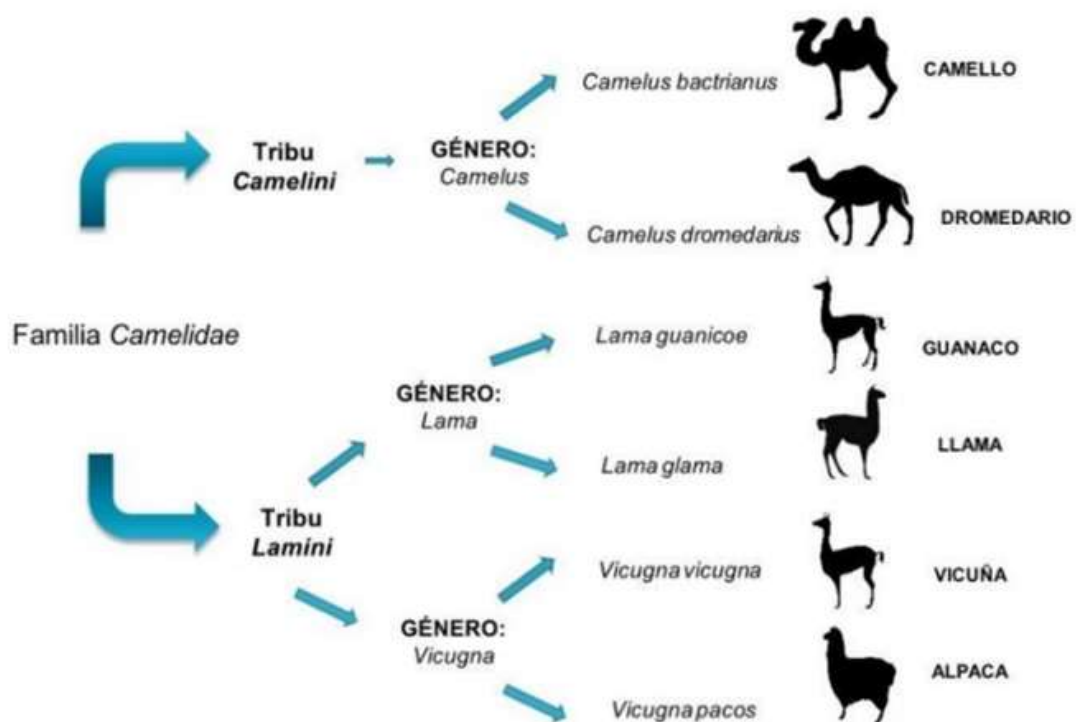 Camelus bactrianus
CAMELLO
Tribu
Camelini
GÉNERO:
Camelus
Camelus dromedarius
DROMEDARIO
Familia Camelidae
Lama guanicoe
GUANACO
GÉNERO:
Lama
Lama glama
LLAMA
Tribu
Lamini
Vicugna vicugna
VICUÑA
GÉNERO:
Vicugna
Vicugna pacos
ALPACA